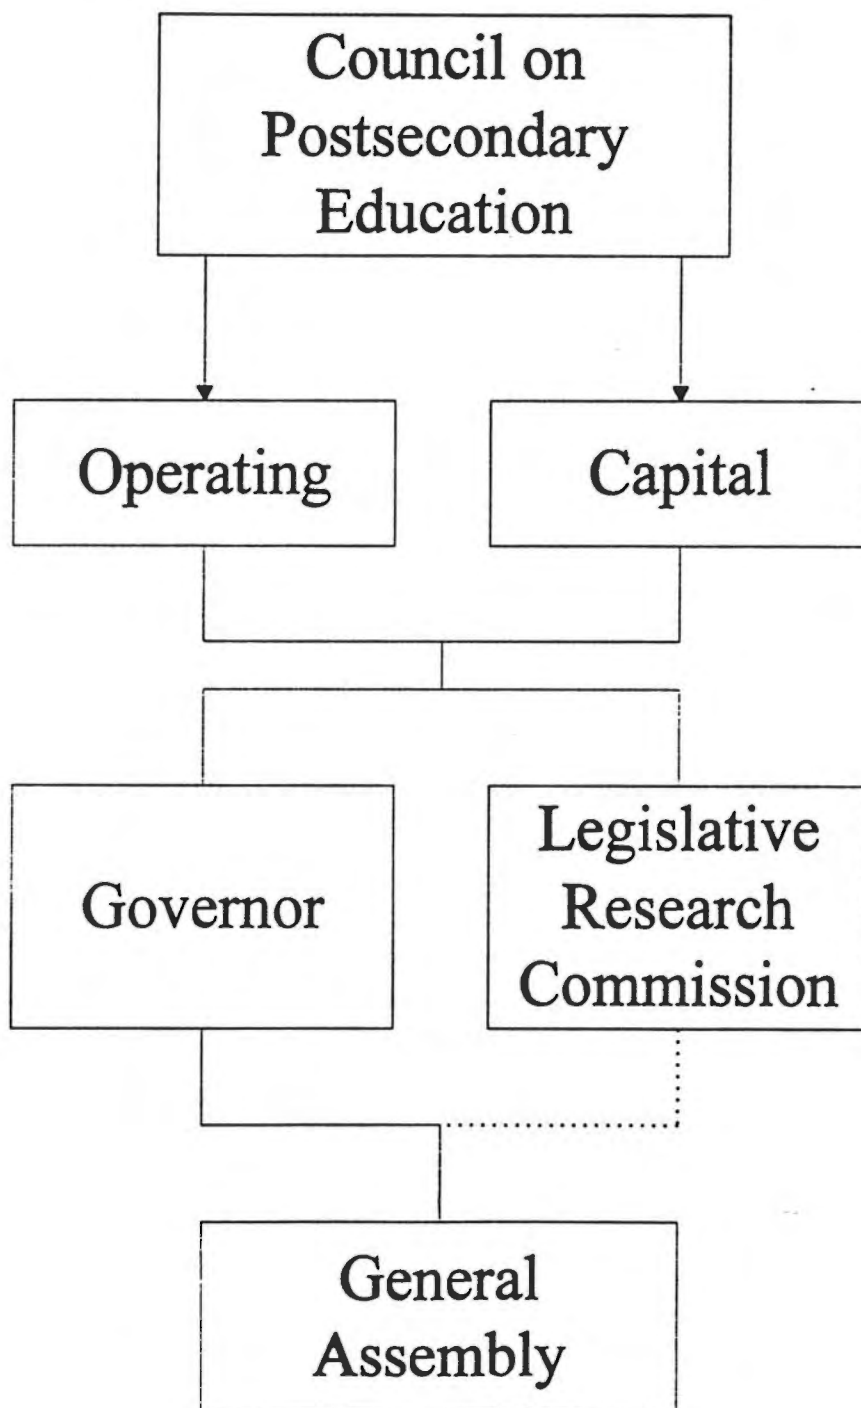 Council on
Postsecondary
Education
Operating
Capital
Governor
Legislative
Research
Commission
General
Assembly